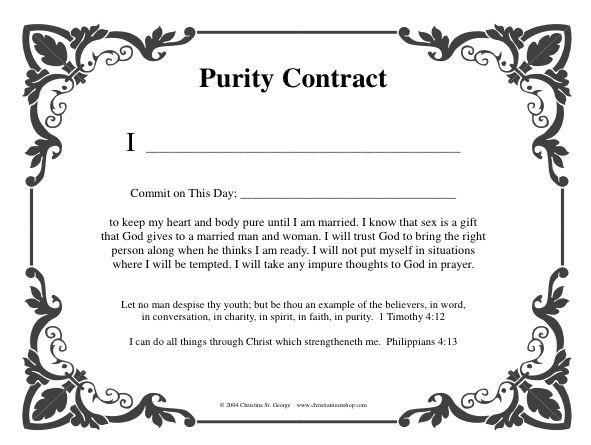 Purity Contract
I ______________________________
Commit on This Day; ______________________________
to keep my heart and body pure until I am married. I know that sex is a gift
that God gives to a married man and woman. I will trust God to bring the right
person along when he thinks I am ready. I will not put myself in situations
where I will be tempted. I will take any impure thoughts to God in prayer.
Let no man despise thy youth; but be thou an example of the believers, in word,
in conversation, in charity, in spirit, in faith, in purity. 1 Timothy 4:12
I can do all things through Christ which strengtheneth me. Philippians 4:13
© 2004 Christine St. George www.christianteenshop.com